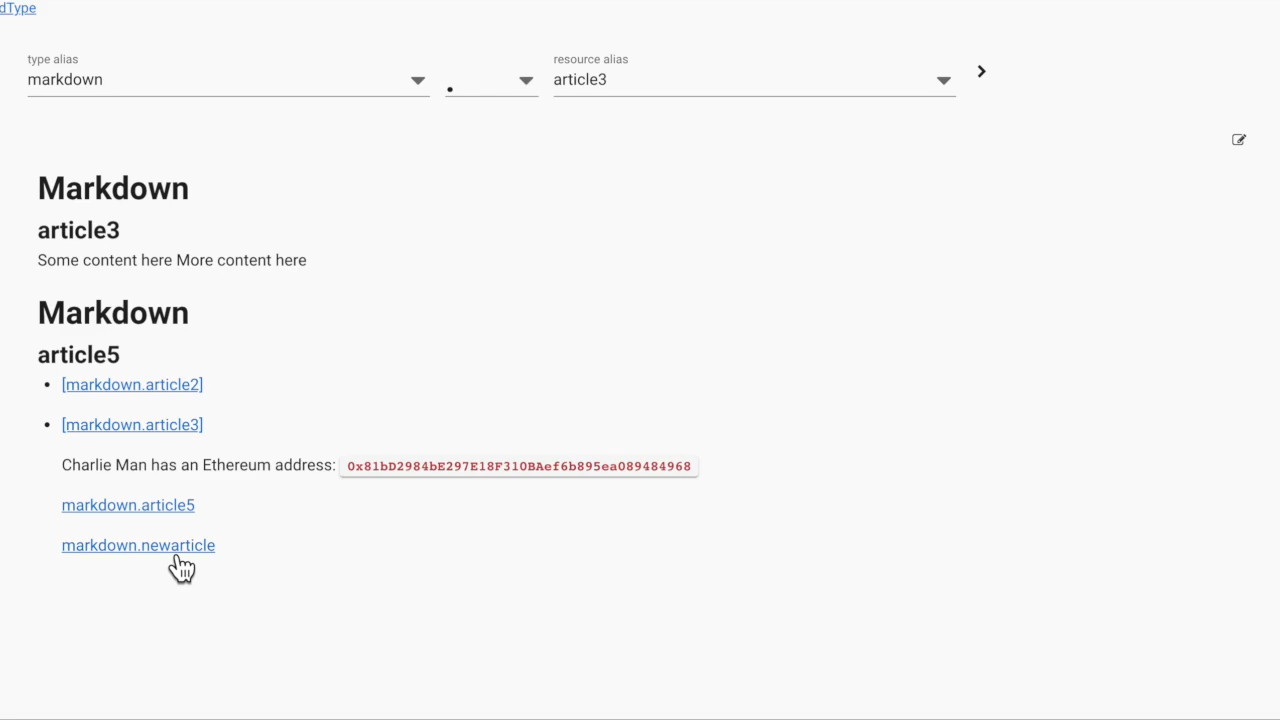 dType
type alias
resource alias
markdown
.
article3
Markdown
article3
Some content here More content here
Markdown
article5
[markdown.article2]
[markdown.article3]
Charlie Man has an Ethereum address: 0x81bD2984bE297E18F310BAef6b895ea089484968
markdown.article5
markdown.newarticle